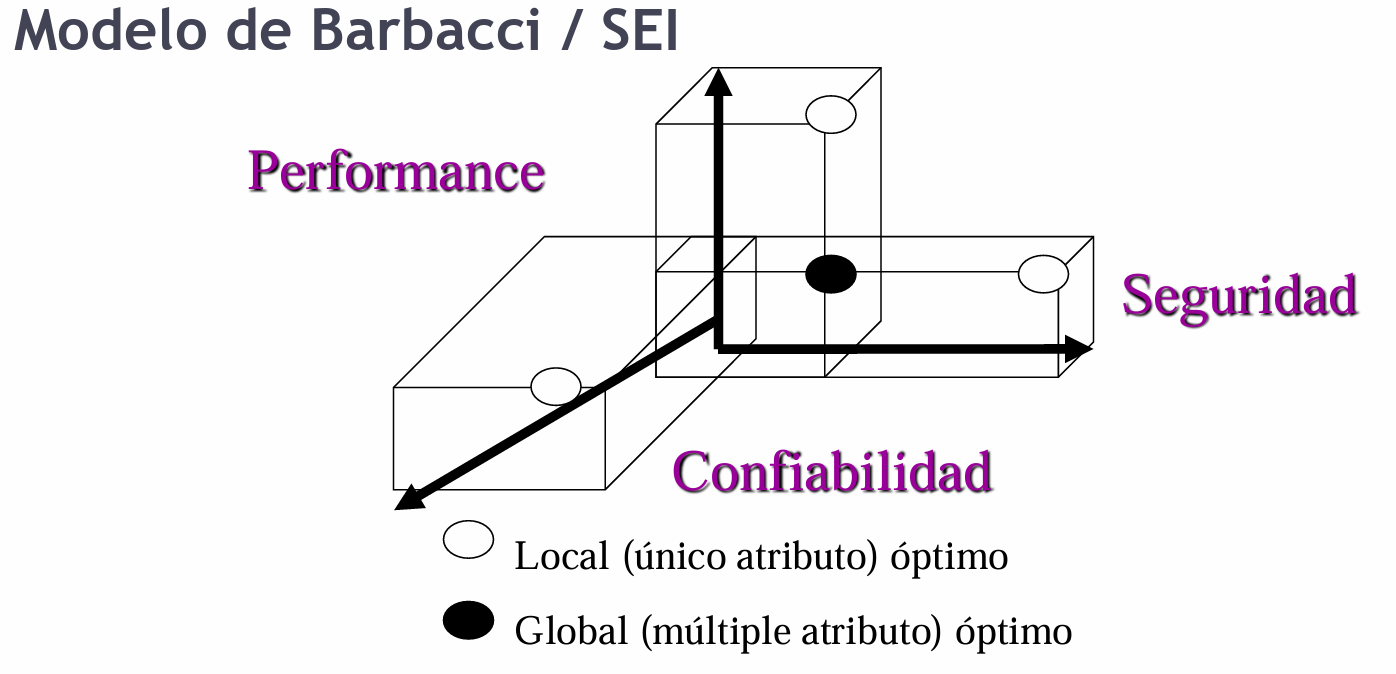 Modelo de Barbacci / SEI
Performance
Seguridad
Confiabilidad
Local (único atributo) óptimo
Global (múltiple atributo) óptimo